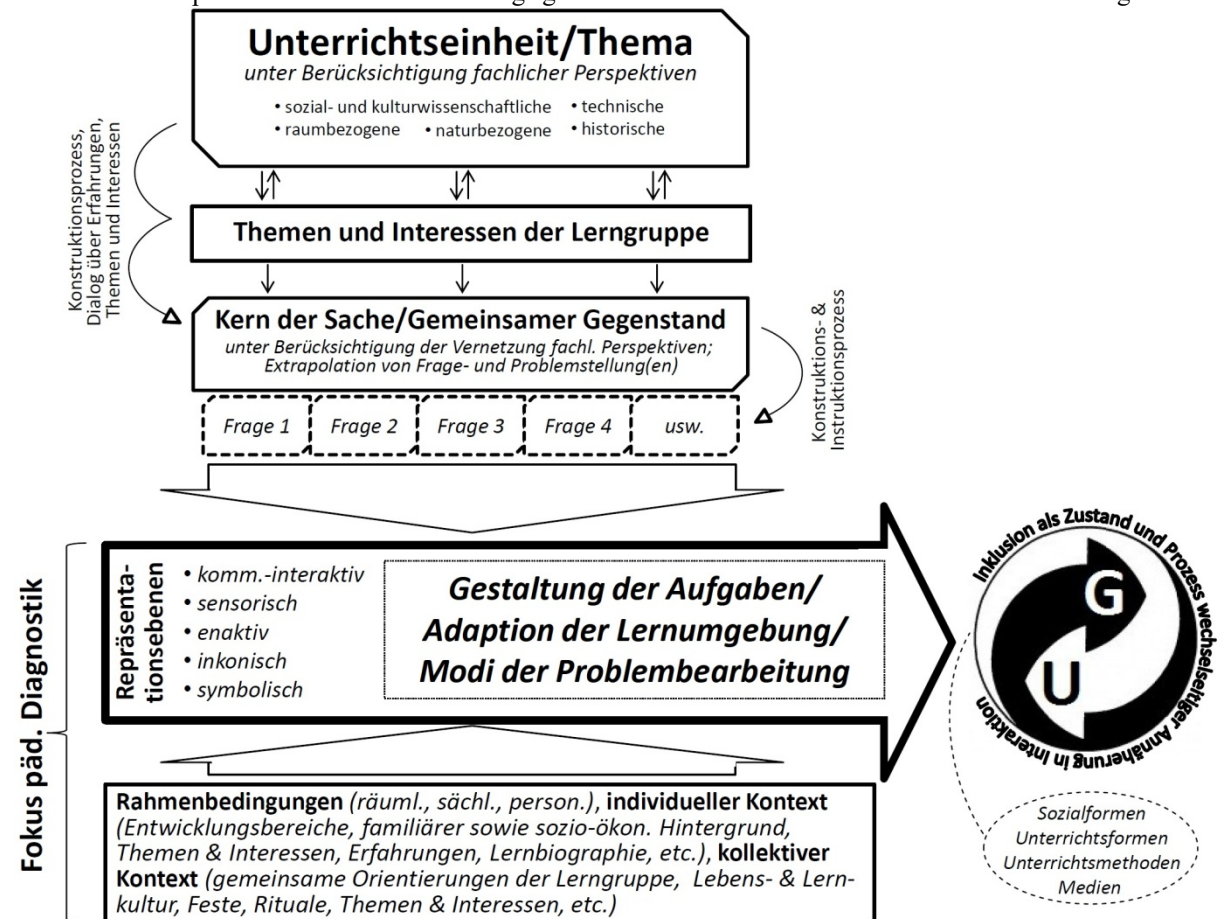 Unterrichtseinheit/Thema
unter Berücksichtigung fachlicher Perspektiven
• sozial- und kulturwissenschaftliche • technische
• raumbezogene • naturbezogene • historische
Konstruktionsprozess,
Dialog über Erfahrungen,
Themen und Interessen
Themen und Interessen der Lerngruppe
Kern der Sache/Gemeinsamer Gegenstand
unter Berücksichtigung der Vernetzung fachl. Perspektiven;
Extrapolation von Frage- und Problemstellung(en)
Konstruktions- &
Instruktionsprozess
Frage 1 Frage 2 Frage 3 Frage 4 usw.
Fokus päd. Diagnostik
Repräsenta-
tionsebenen
• komm.-interaktiv
• sensorisch
• enaktiv
• inkonisch
• symbolisch
Gestaltung der Aufgaben/
Adaption der Lernumgebung/
Modi der Problembearbeitung
Inklusion als Zustand und Prozess wechselseitiger Annäherung in Interaktion
G
U
Rahmenbedingungen (räuml., sächl., person.), individueller Kontext
(Entwicklungsbereiche, familiärer sowie sozio-ökon. Hintergrund,
Themen & Interessen, Erfahrungen, Lernbiographie, etc.), kollektiver
Kontext (gemeinsame Orientierungen der Lerngruppe, Lebens- & Lern-
kultur, Feste, Rituale, Themen & Interessen, etc.)
Sozialformen
Unterrichtsformen
Unterrichtsmethoden
Medien